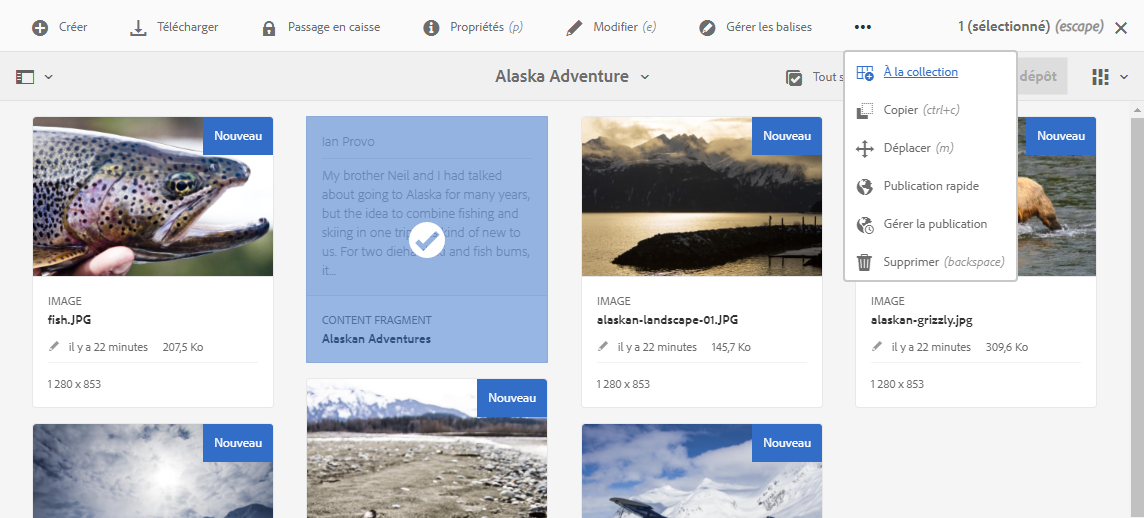 Créer
Télécharger
Passage en caisse
Propriétés (p)
Modifier (e)
Gérer les balises
1 (sélectionné) (escape)
Alaska Adventure
Tout s
dépôt
À la collection
Copier (ctrl+c)
Déplacer (m)
Publication rapide
Gérer la publication
Supprimer (backspace)
Nouveau
IMAGE
fish.JPG
il y a 22 minutes 207,5 Ko
1 280 x 853
Ian Provo
My brother Neil and I had talked
about going to Alaska for many years,
but the idea to combine fishing and
skiing in one kind of new to
us. For two and fish bums,
it...
CONTENT FRAGMENT
Alaskan Adventures
Nouveau
IMAGE
alaskan-landscape-01.JPG
il y a 22 minutes 145,7 Ko
1 280 x 853
Nouveau
IMAGE
alaskan-grizzly.jpg
il y a 22 minutes 309,6 Ko
1 280 x 853
Nouveau
Nouveau
Nouveau